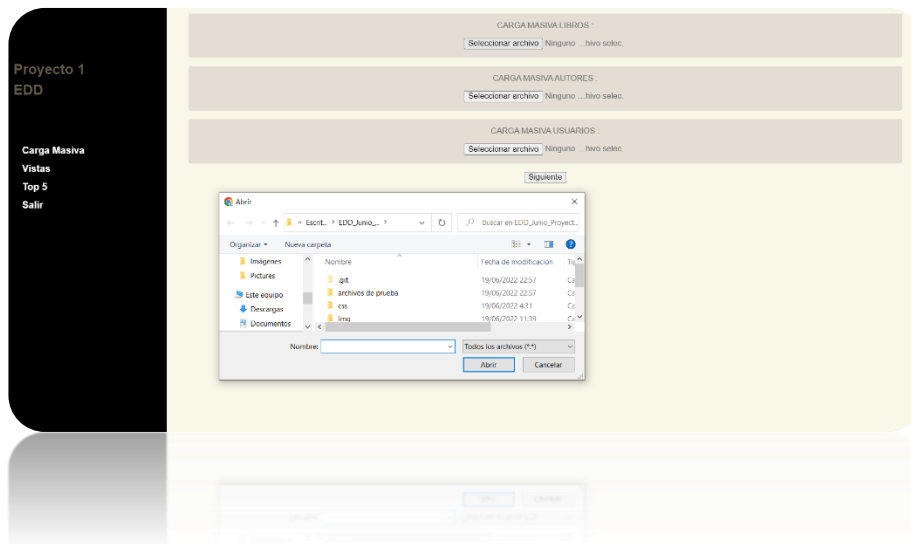 Proyecto 1
EDD
Carga Masiva
Vistas
Top 5
Salir
CARGA MASIVA LIBROS :
Seleccionar archivo Ninguno ...hivo selec.
CARGA MASIVA AUTORES :
Seleccionar archivo Ninguno ...hivo selec.
CARGA MASIVA USUARIOS :
Seleccionar archivo Ninguno ...hivo selec.
Siguiente
Abrir
« Escrit... > EDD_Junio_... >
Buscar en EDD_Junio_Proyect...
Organizar
Nueva carpeta
Imágenes
Pictures
Este equipo
Descargas
Documentos
Nombre
Fecha de modificación
.git 19/06/2022 22:57 Ca
archivos de prueba 19/06/2022 22:57 Ca
css 19/06/2022 4:31 Ca
img 19/06/2022 11:39 Ca
Nombre:
Todos los archivos (*.*)
Abrir
Cancelar